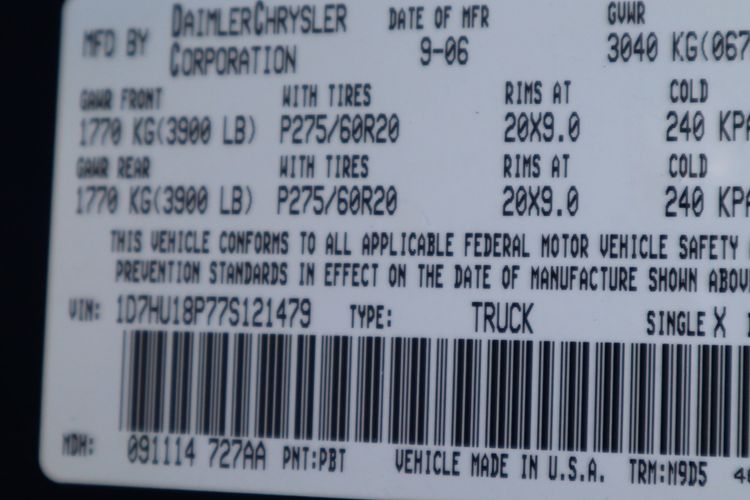 MFD BY DAIMLERCHRYSLER CORPORATION DATE OF MFR 9-06 GVWR 3040 KG(067
GAWR FRONT WITH TIRES RIMS AT COLD
1770 KG(3900 LB) P275/60R20 20X9.0 240 KPA
GAWR REAR WITH TIRES RIMS AT COLD
1770 KG(3900 LB) P275/60R20 20X9.0 240 KPA
THIS VEHICLE CONFORMS TO ALL APPLICABLE FEDERAL MOTOR VEHICLE SAFETY
PREVENTION STANDARDS IN EFFECT ON THE DATE OF MANUFACTURE SHOWN ABOV
VIN: 1D7HU18P77S121479 TYPE: TRUCK SINGLE X
MDH: 091114 727AA PNT:PBT VEHICLE MADE IN U.S.A. TRM:N9D5